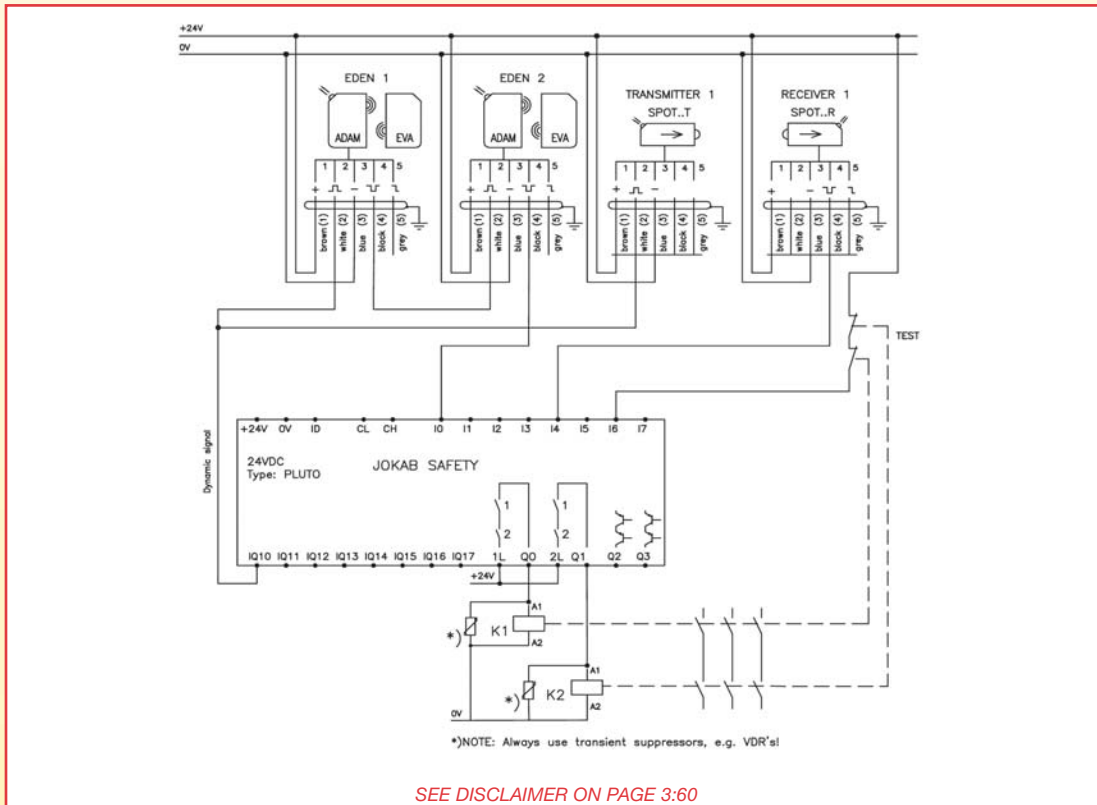 +24V
0V
EDEN 1
EDEN 2
TRANSMITTER 1
SPOT..T
RECEIVER 1
SPOT..R
ADAM
EVA
ADAM
EVA
1 2 3 4 5
1 2 3 4 5
1 2 3 4 5
1 2 3 4 5
+ −
+ −
+ −
+ −
brown (1)
white (2)
blue (3)
black (4)
grey (5)
brown (1)
white (2)
blue (3)
black (4)
grey (5)
brown (1)
white (2)
blue (3)
black (4)
grey (5)
brown (1)
white (2)
blue (3)
black (4)
grey (5)
TEST
Dynamic signal
+24V 0V ID CL CH I0 I1 I2 I3 I4 I5 I6 I7
24VDC
Type: PLUTO
JOKAB SAFETY
1
2
1
2
IQ10 IQ11 IQ12 IQ13 IQ14 IQ15 IQ16 IQ17 1L Q0 2L Q1 Q2 Q3
+24V
*)
K1
A1
A2
*)
K2
A1
A2
0V
*)NOTE: Always use transient suppressors, e.g. VDR's!
SEE DISCLAIMER ON PAGE 3:60